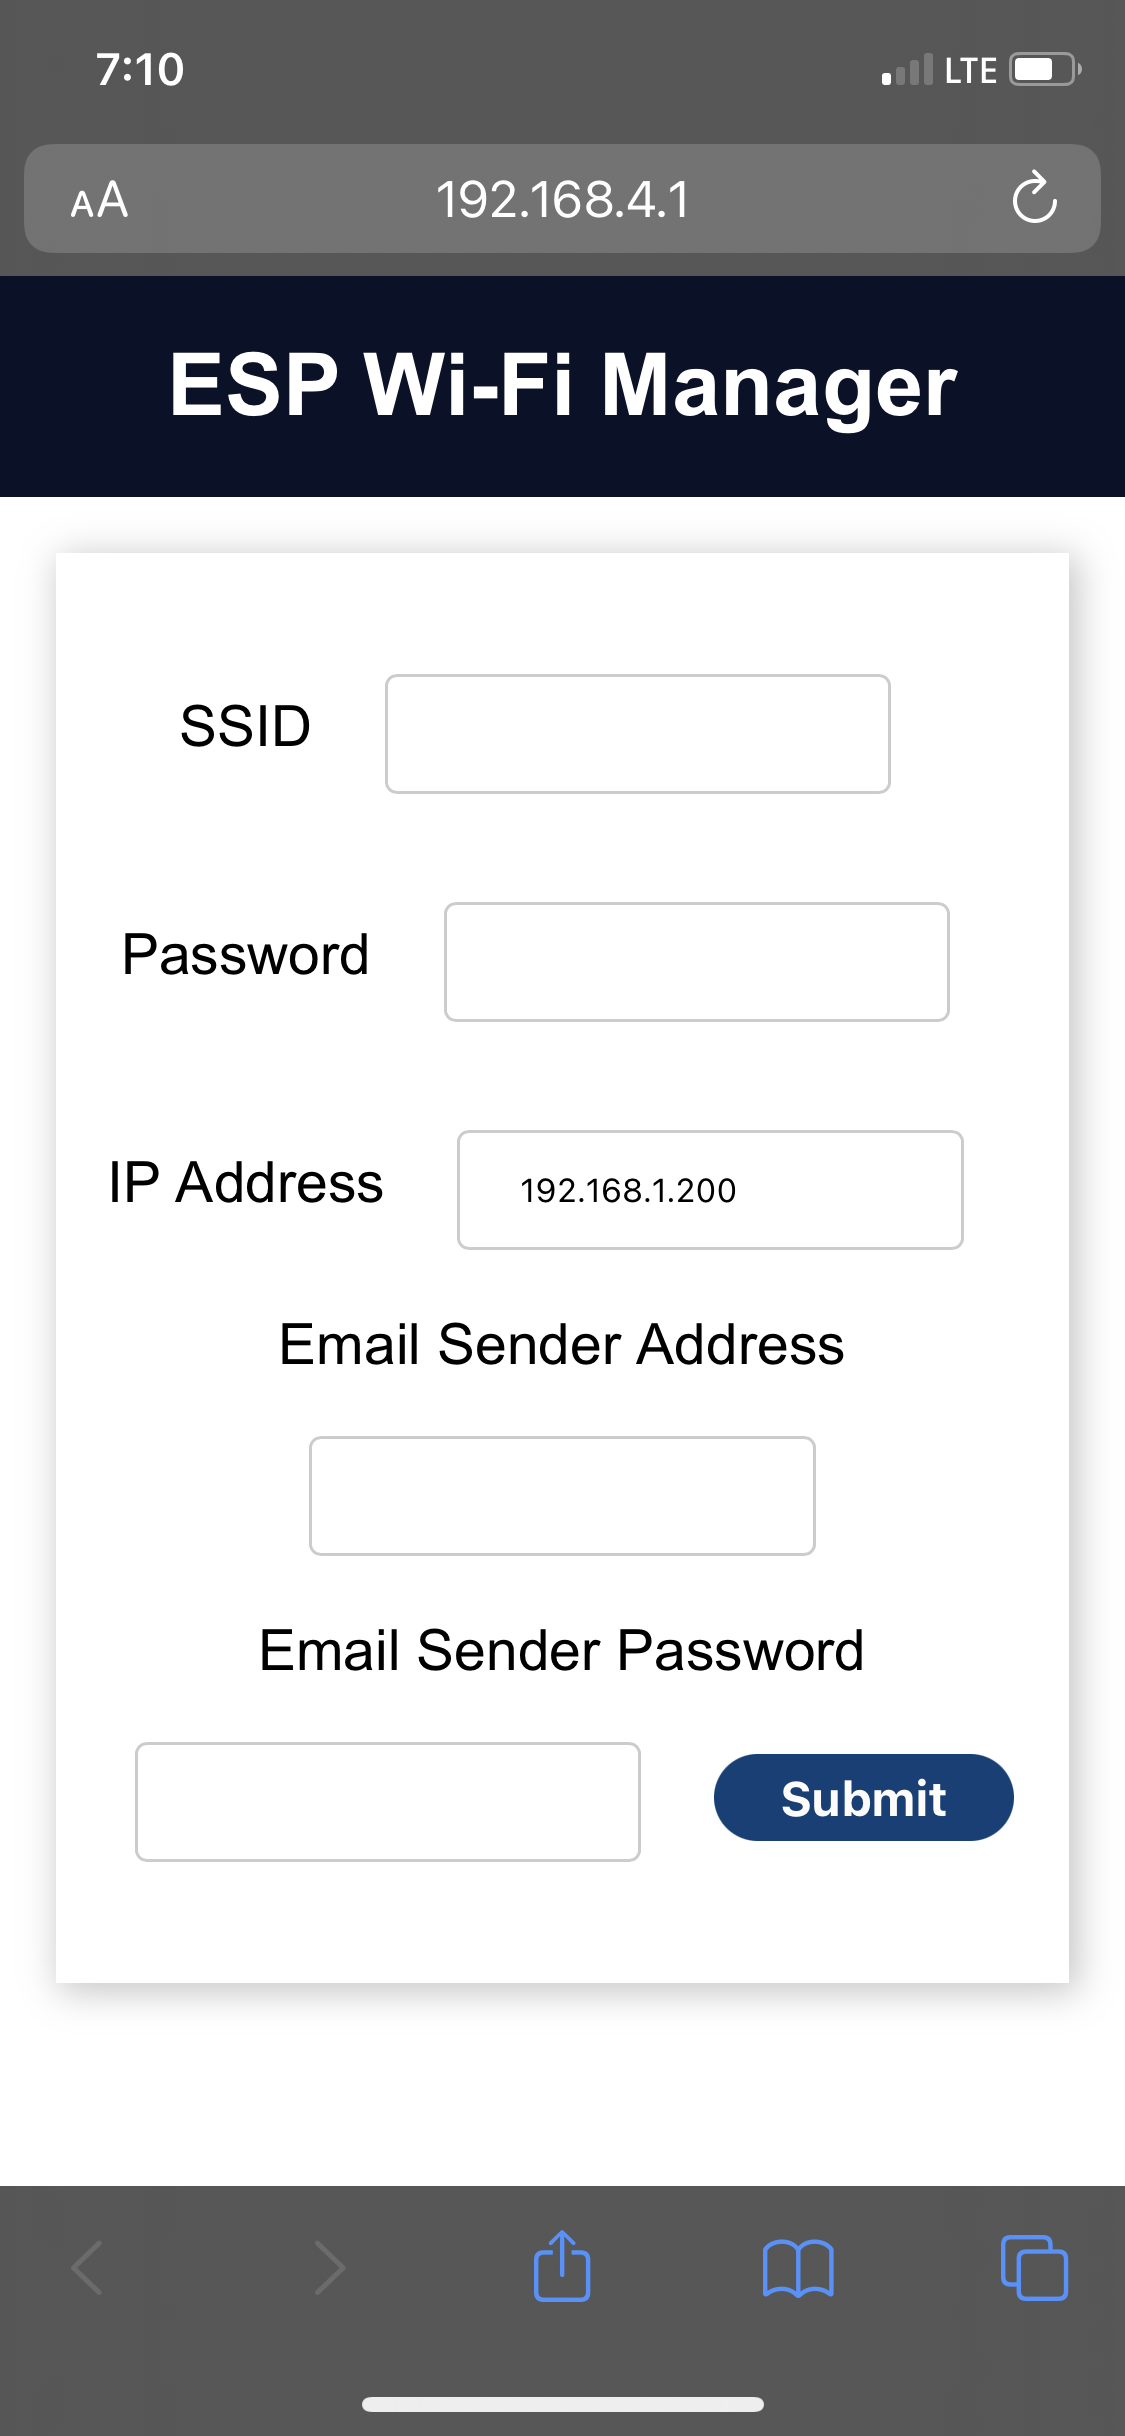 7:10
LTE
AA
192.168.4.1
ESP Wi-Fi Manager
SSID
Password
IP Address
192.168.1.200
Email Sender Address
Email Sender Password
Submit